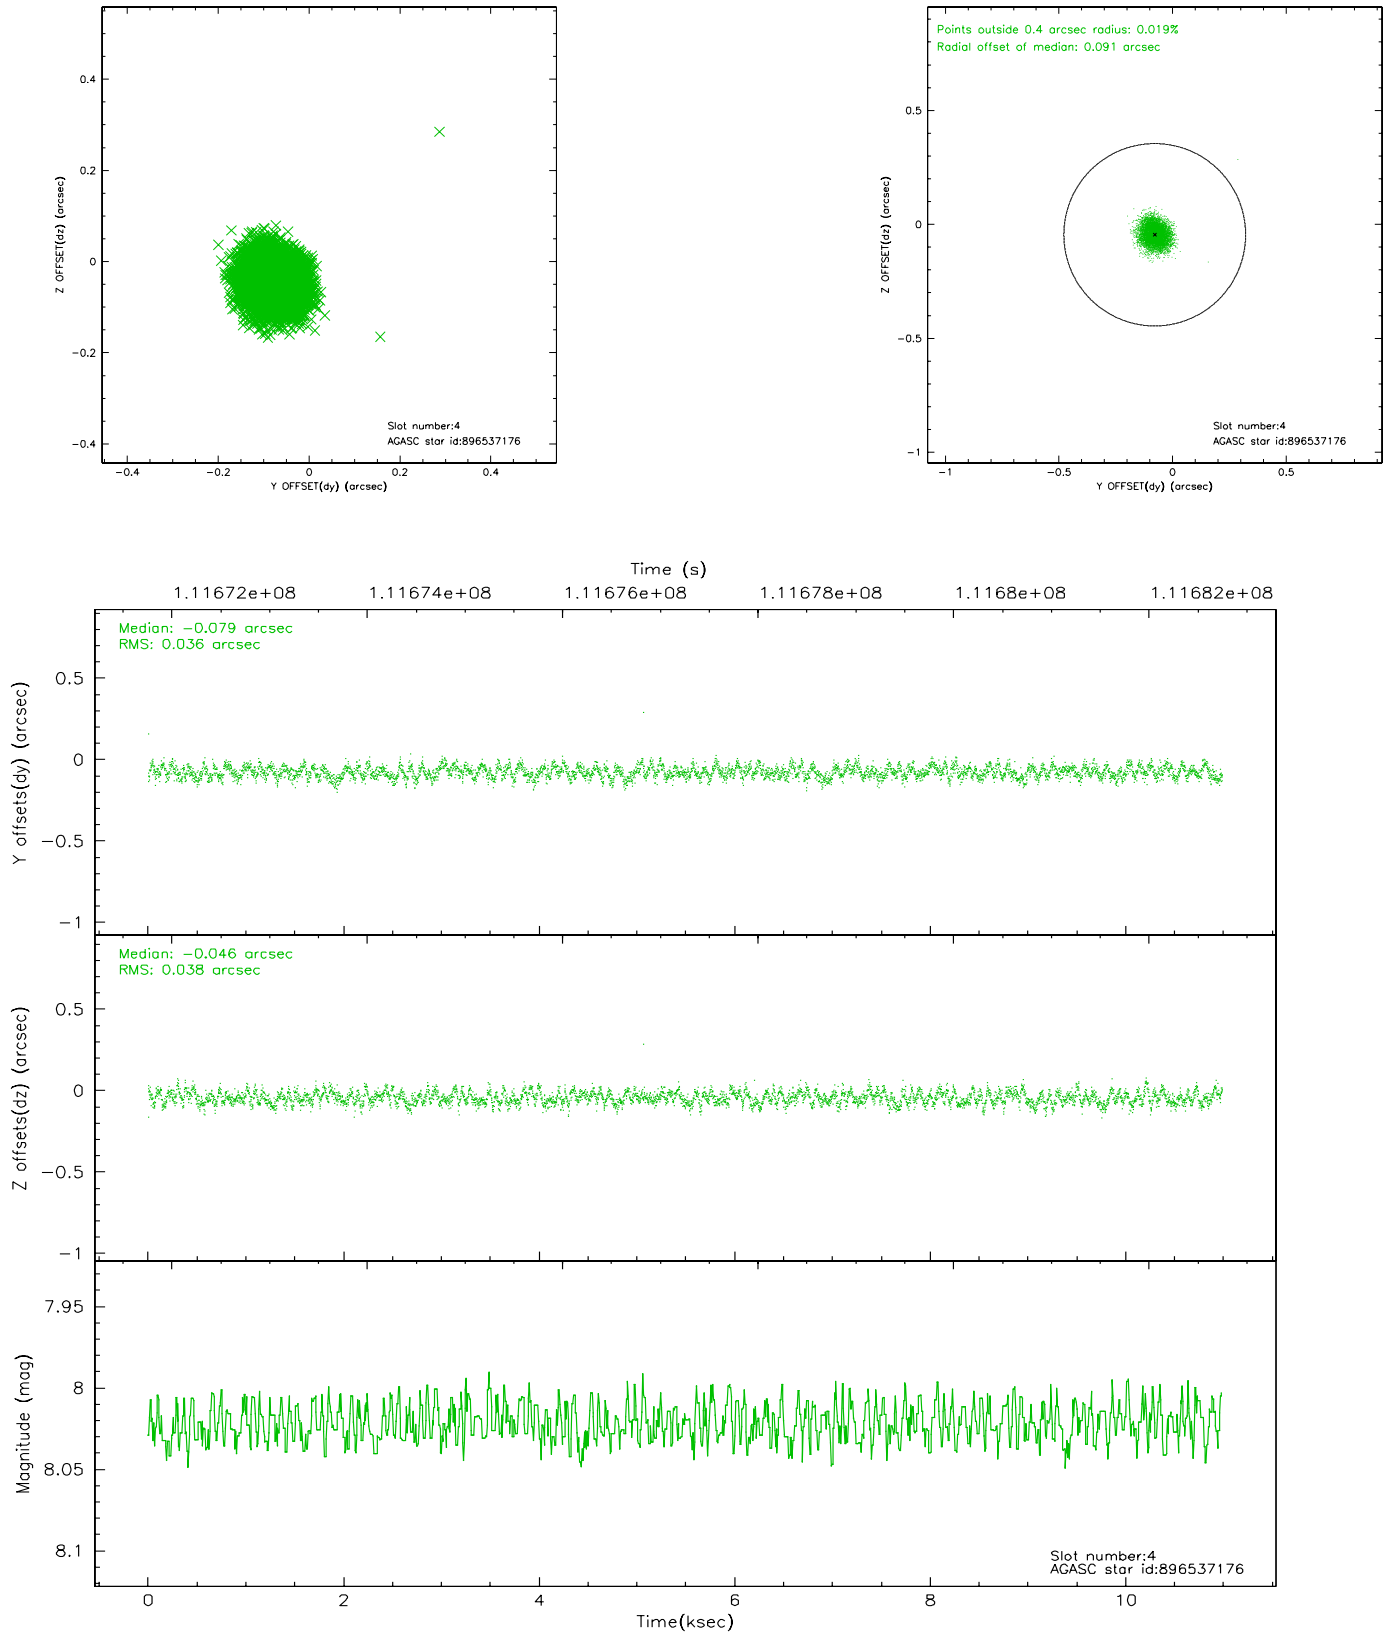 0.4
0.2
0
−0.2
−0.4
Z OFFSET(dz) (arcsec)
Slot number:4
AGASC star id:896537176
−0.4 −0.2 0 0.2 0.4
Y OFFSET(dy) (arcsec)
Points outside 0.4 arcsec radius: 0.019%
Radial offset of median: 0.091 arcsec
0.5
0
−0.5
−1
Z OFFSET(dz) (arcsec)
Slot number:4
AGASC star id:896537176
−1 −0.5 0 0.5
Y OFFSET(dy) (arcsec)
Time (s)
1.11672e+08 1.11674e+08 1.11676e+08 1.11678e+08 1.1168e+08 1.11682e+08
Median: −0.079 arcsec
RMS: 0.036 arcsec
0.5
0
−0.5
−1
Y offsets(dy) (arcsec)
Median: −0.046 arcsec
RMS: 0.038 arcsec
0.5
0
−0.5
−1
Z offsets(dz) (arcsec)
7.95
8
8.05
8.1
Magnitude (mag)
Slot number:4
AGASC star id:896537176
0 2 4 6 8 10
Time(ksec)